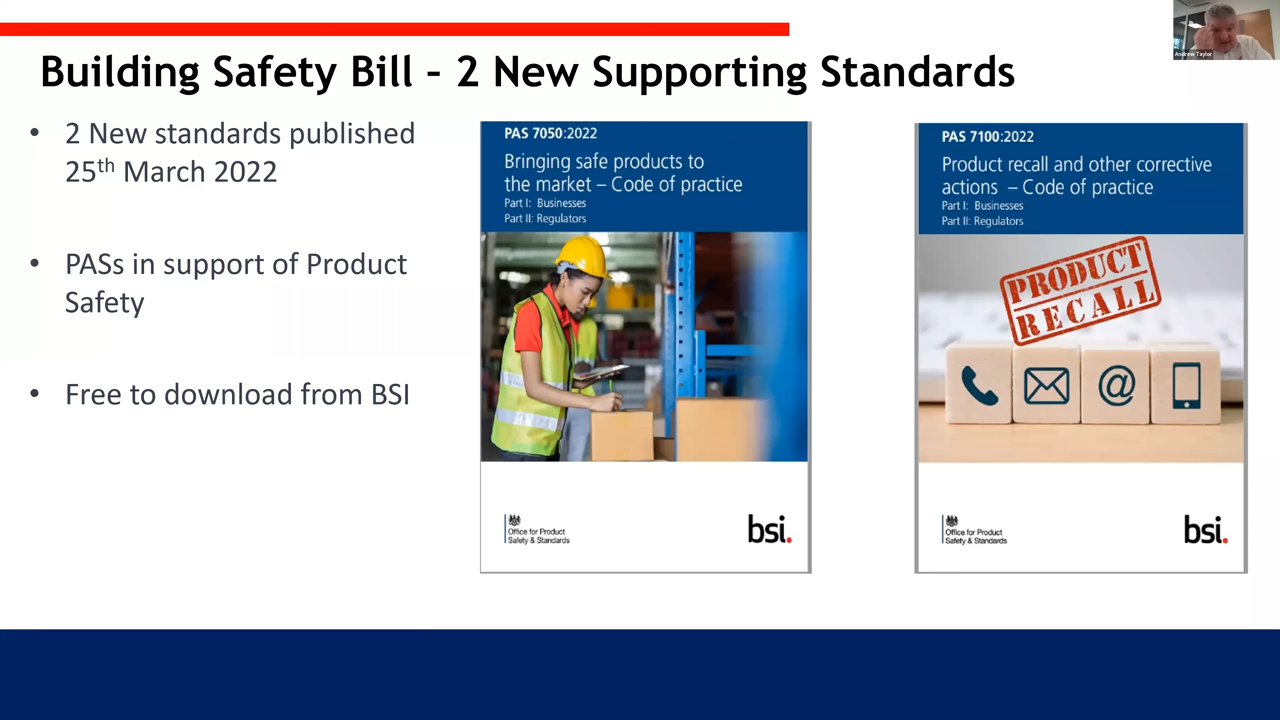 Andrew Taylor
Building Safety Bill – 2 New Supporting Standards
• 2 New standards published
25th March 2022
• PASs in support of Product
Safety
• Free to download from BSI
PAS 7050:2022
Bringing safe products to
the market – Code of practice
Part I: Businesses
Part II: Regulators
Office for Product
Safety & Standards
bsi.
PAS 7100:2022
Product recall and other corrective
actions – Code of practice
Part I: Businesses
Part II: Regulators
PRODUCT
RECALL
@
Office for Product
Safety & Standards
bsi.